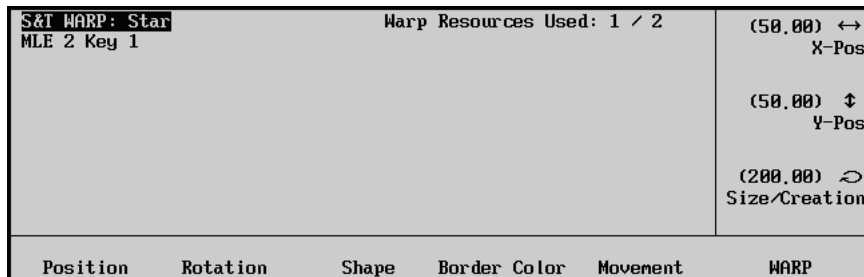 S&T WARP: Star
Warp Resources Used: 1 / 2
MLE 2 Key 1
(50.00) ↔
X-Pos
(50.00) ↕
Y-Pos
(200.00)
Size/Creation
Position Rotation Shape Border Color Movement WARP